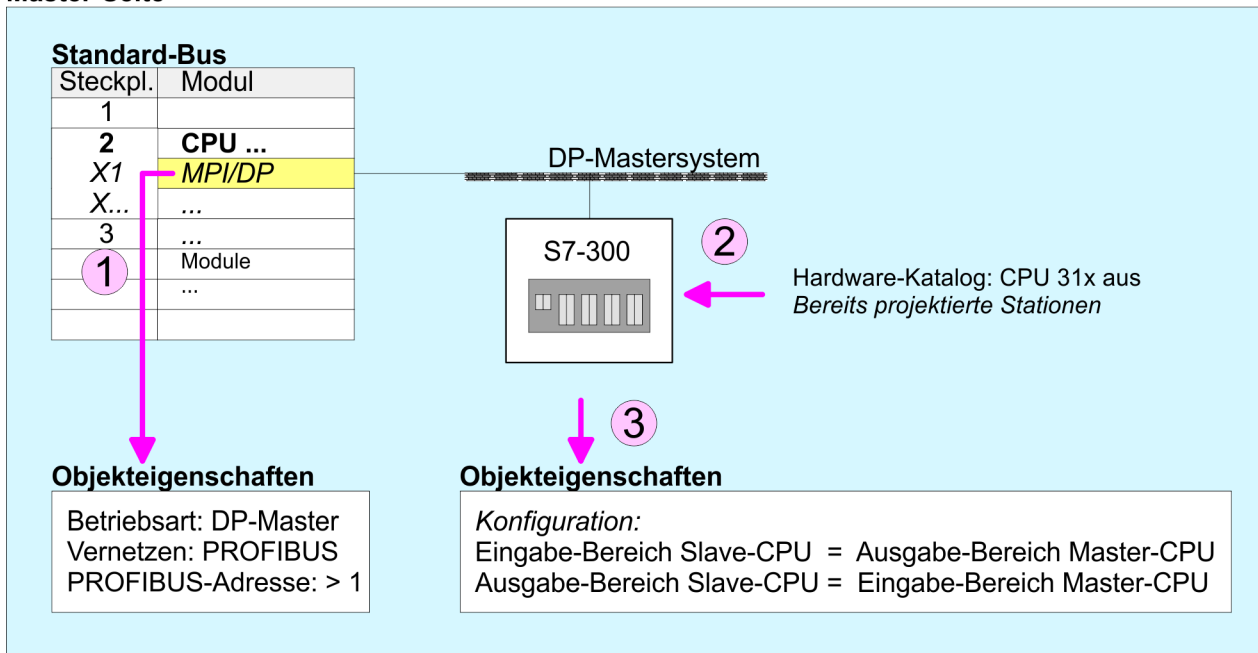 Master-Seite
Standard-Bus
Steckpl. Modul
1
2 CPU ...
X1 MPI/DP
X... ...
3 ...
Module
...
1
DP-Mastersystem
S7-300
2
Hardware-Katalog: CPU 31x aus
Bereits projektierte Stationen
3
Objekteigenschaften
Betriebsart: DP-Master
Vernetzen: PROFIBUS
PROFIBUS-Adresse: > 1
Objekteigenschaften
Konfiguration:
Eingabe-Bereich Slave-CPU = Ausgabe-Bereich Master-CPU
Ausgabe-Bereich Slave-CPU = Eingabe-Bereich Master-CPU